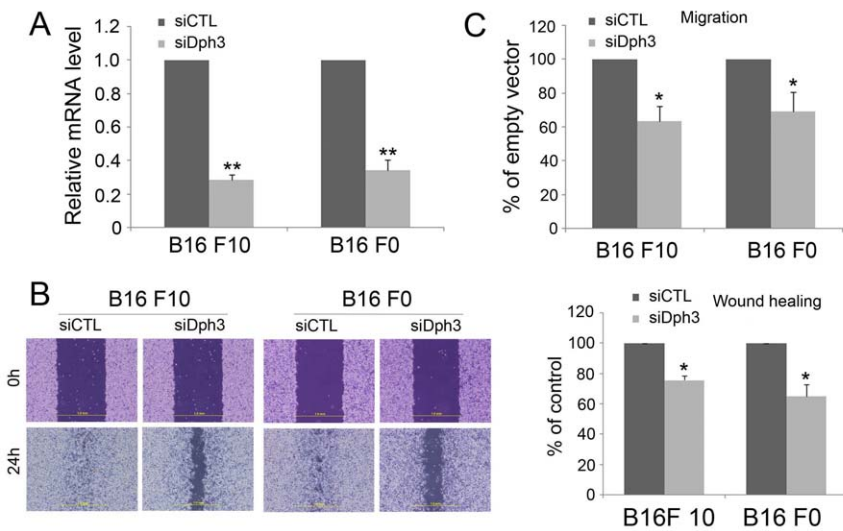 A
siCTL
siDph3
Relative mRNA level
1.2
1.0
0.8
0.6
0.4
0.2
0
**
**
B16 F10
B16 F0
C
siCTL
siDph3
Migration
% of empty vector
120
100
80
60
40
20
0
*
*
B16 F10
B16 F0
B
B16 F10
B16 F0
siCTL
siDph3
siCTL
siDph3
0h
24h
siCTL
siDph3
Wound healing
% of control
120
100
80
60
40
20
0
*
*
B16F 10
B16 F0